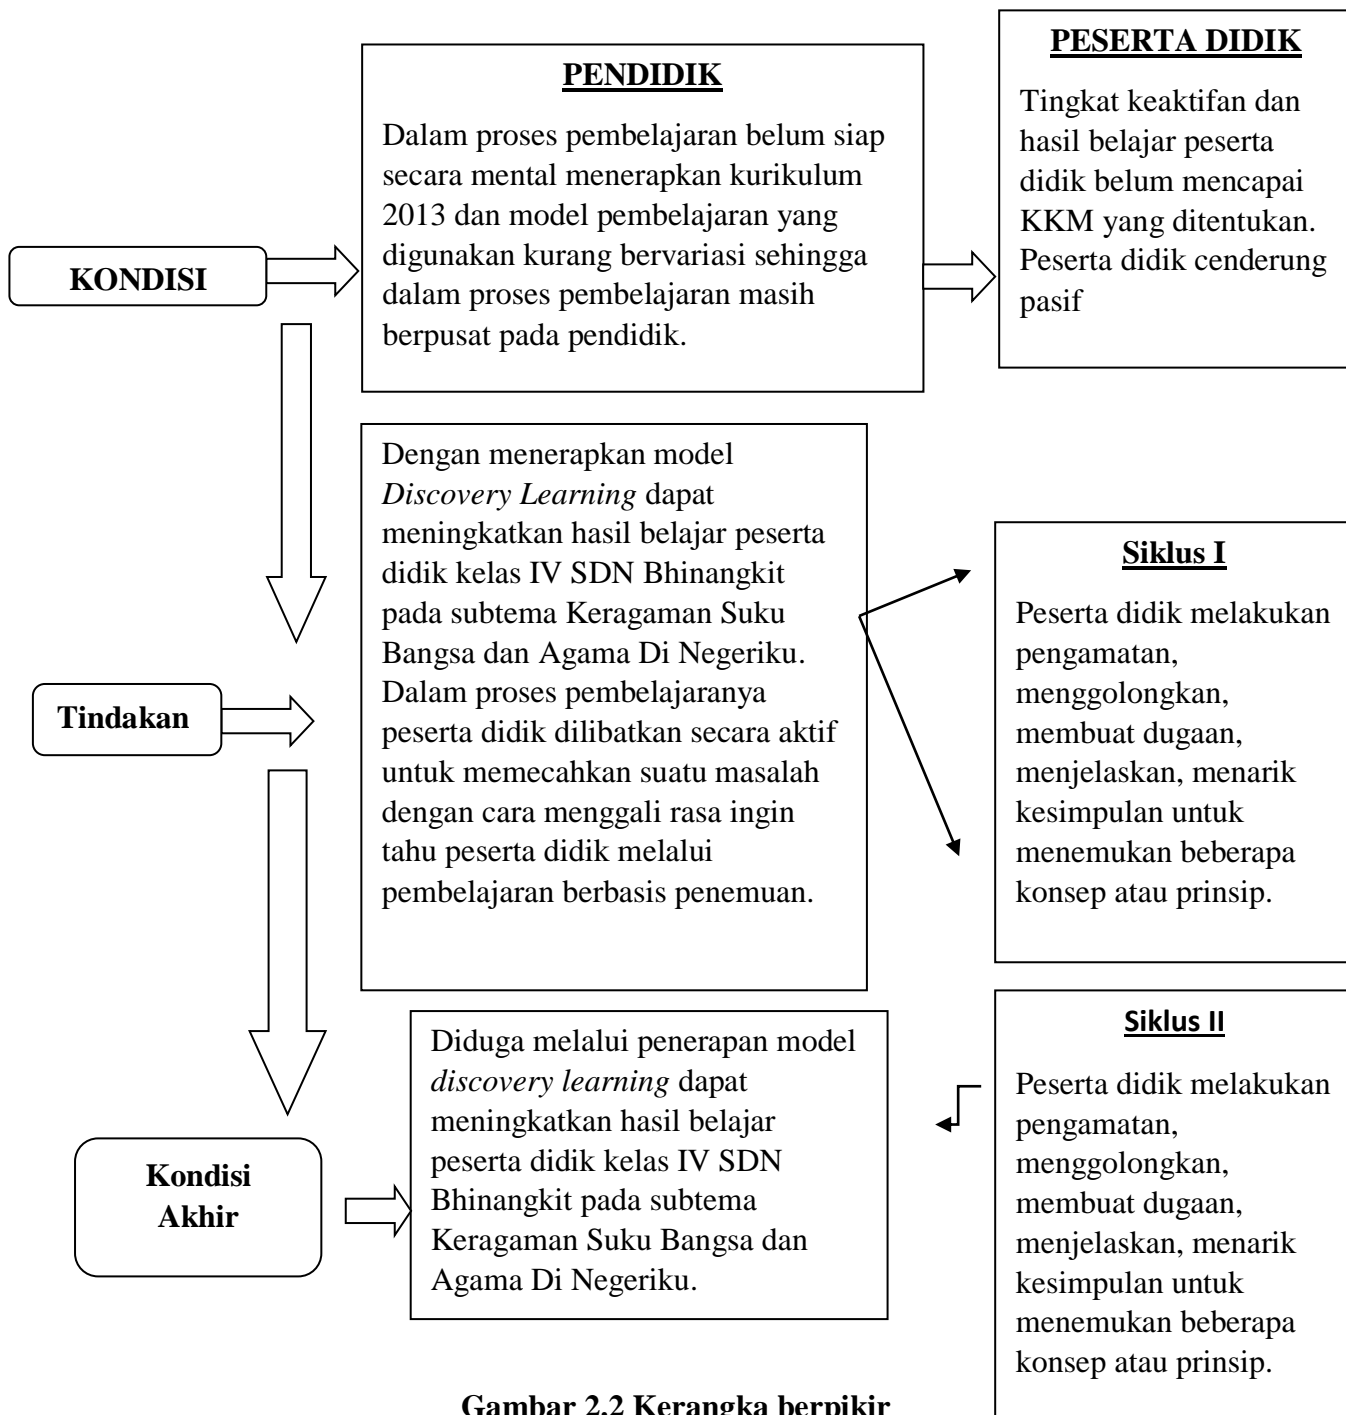 PENDIDIK
Dalam proses pembelajaran belum siap
secara mental menerapkan kurikulum
2013 dan model pembelajaran yang
digunakan kurang bervariasi sehingga
dalam proses pembelajaran masih
berpusat pada pendidik.
PESERTA DIDIK
Tingkat keaktifan dan
hasil belajar peserta
didik belum mencapai
KKM yang ditentukan.
Peserta didik cenderung
pasif
KONDISI
Dengan menerapkan model
Discovery Learning dapat
meningkatkan hasil belajar peserta
didik kelas IV SDN Bhinangkit
pada subtema Keragaman Suku
Bangsa dan Agama Di Negeriku.
Dalam proses pembelajaranya
peserta didik dilibatkan secara aktif
untuk memecahkan suatu masalah
dengan cara menggali rasa ingin
tahu peserta didik melalui
pembelajaran berbasis penemuan.
Tindakan
Siklus I
Peserta didik melakukan
pengamatan,
menggolongkan,
membuat dugaan,
menjelaskan, menarik
kesimpulan untuk
menemukan beberapa
konsep atau prinsip.
Siklus II
Peserta didik melakukan
pengamatan,
menggolongkan,
membuat dugaan,
menjelaskan, menarik
kesimpulan untuk
menemukan beberapa
konsep atau prinsip.
Kondisi
Akhir
Diduga melalui penerapan model
discovery learning dapat
meningkatkan hasil belajar
peserta didik kelas IV SDN
Bhinangkit pada subtema
Keragaman Suku Bangsa dan
Agama Di Negeriku.
Gambar 2.2 Kerangka berpikir